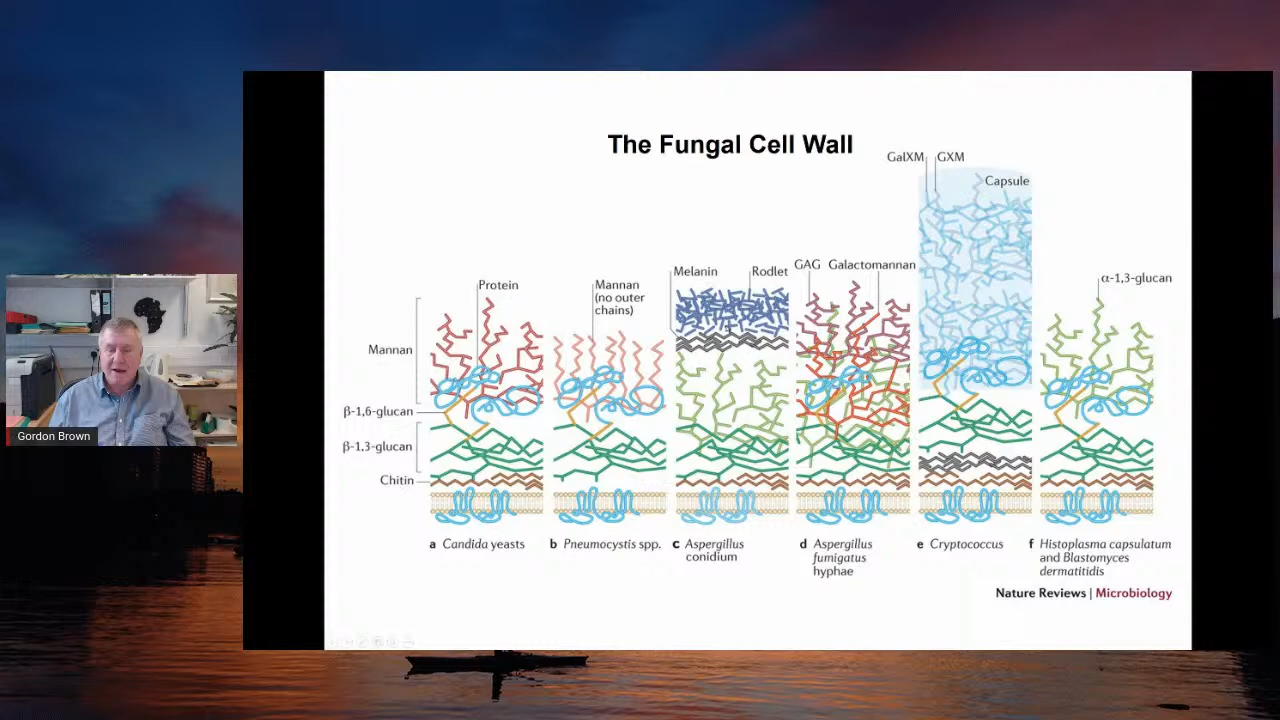 The Fungal Cell Wall
GalXM
GXM
Capsule
Melanin
Rodlet
GAG
Galactomannan
α-1,3-glucan
Protein
Mannan
(no outer
chains)
Mannan
β-1,6-glucan
β-1,3-glucan
Chitin
a Candida yeasts
b Pneumocystis spp.
c Aspergillus
conidium
d Aspergillus
fumigatus
hyphae
e Cryptococcus
f Histoplasma capsulatum
and Blastomyces
dermatitidis
Nature Reviews | Microbiology
Gordon Brown